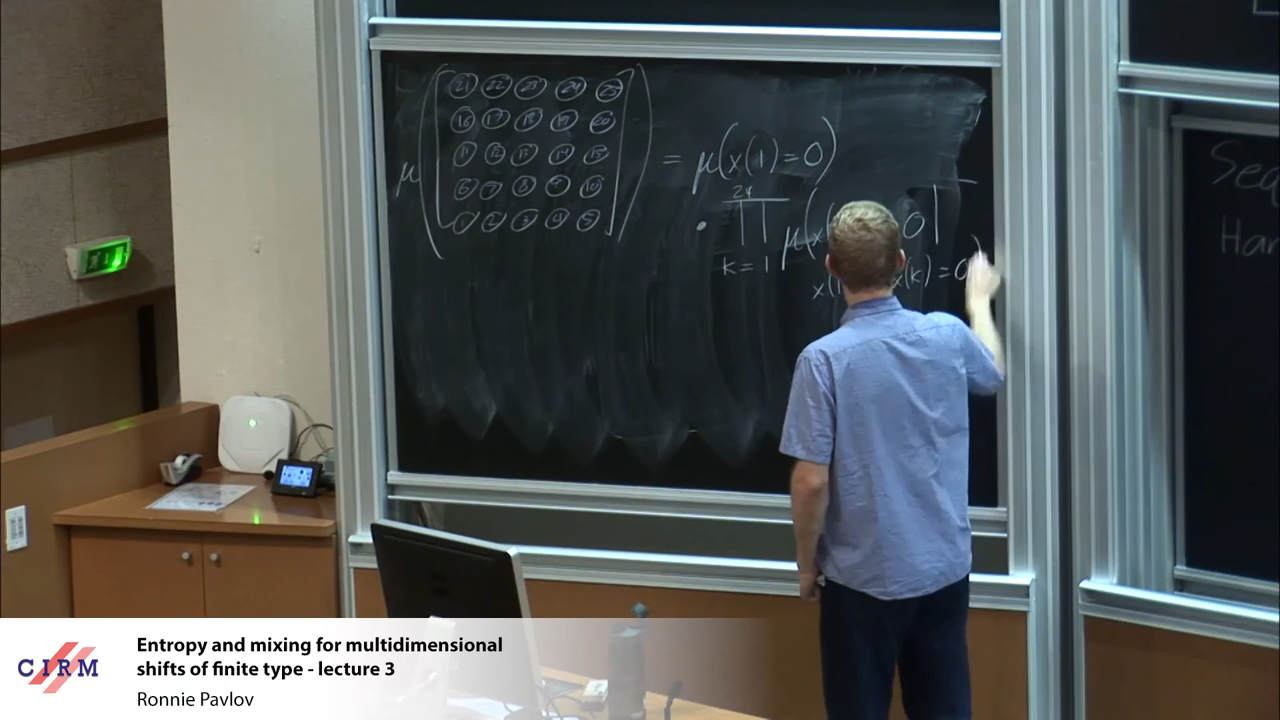 μ ( [ 21 22 23 24 25
16 17 18 19 20
11 12 13 14 15
6 7 8 9 10
1 2 3 4 5 ] ) = μ(x(1) = 0)
· ∏ μ(x( 0 |
24
k = 1
x(1 x(k) = 0)
Har
CIRM
Entropy and mixing for multidimensional
shifts of finite type - lecture 3
Ronnie Pavlov